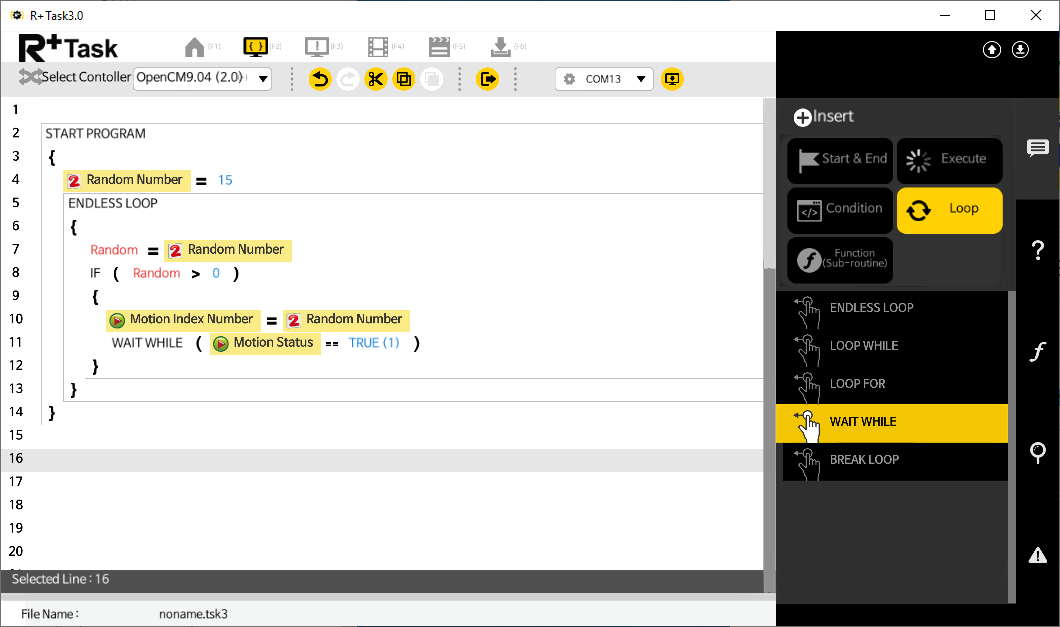 R+ Task3.0
R+Task
(F1)
(F2)
(F3)
(F4)
(F5)
(F6)
Select Contoller
OpenCM9.04 (2.0)
COM13
1
2 START PROGRAM
3 {
4 2 Random Number = 15
5 ENDLESS LOOP
6 {
7 Random = 2 Random Number
8 IF ( Random > 0 )
9 {
10 Motion Index Number = 2 Random Number
11 WAIT WHILE ( Motion Status == TRUE (1) )
12 }
13 }
14 }
15
16
17
18
19
20
Selected Line : 16
File Name : noname.tsk3
Insert
Start & End
Execute
Condition
Loop
Function
(Sub-routine)
ENDLESS LOOP
LOOP WHILE
LOOP FOR
WAIT WHILE
BREAK LOOP